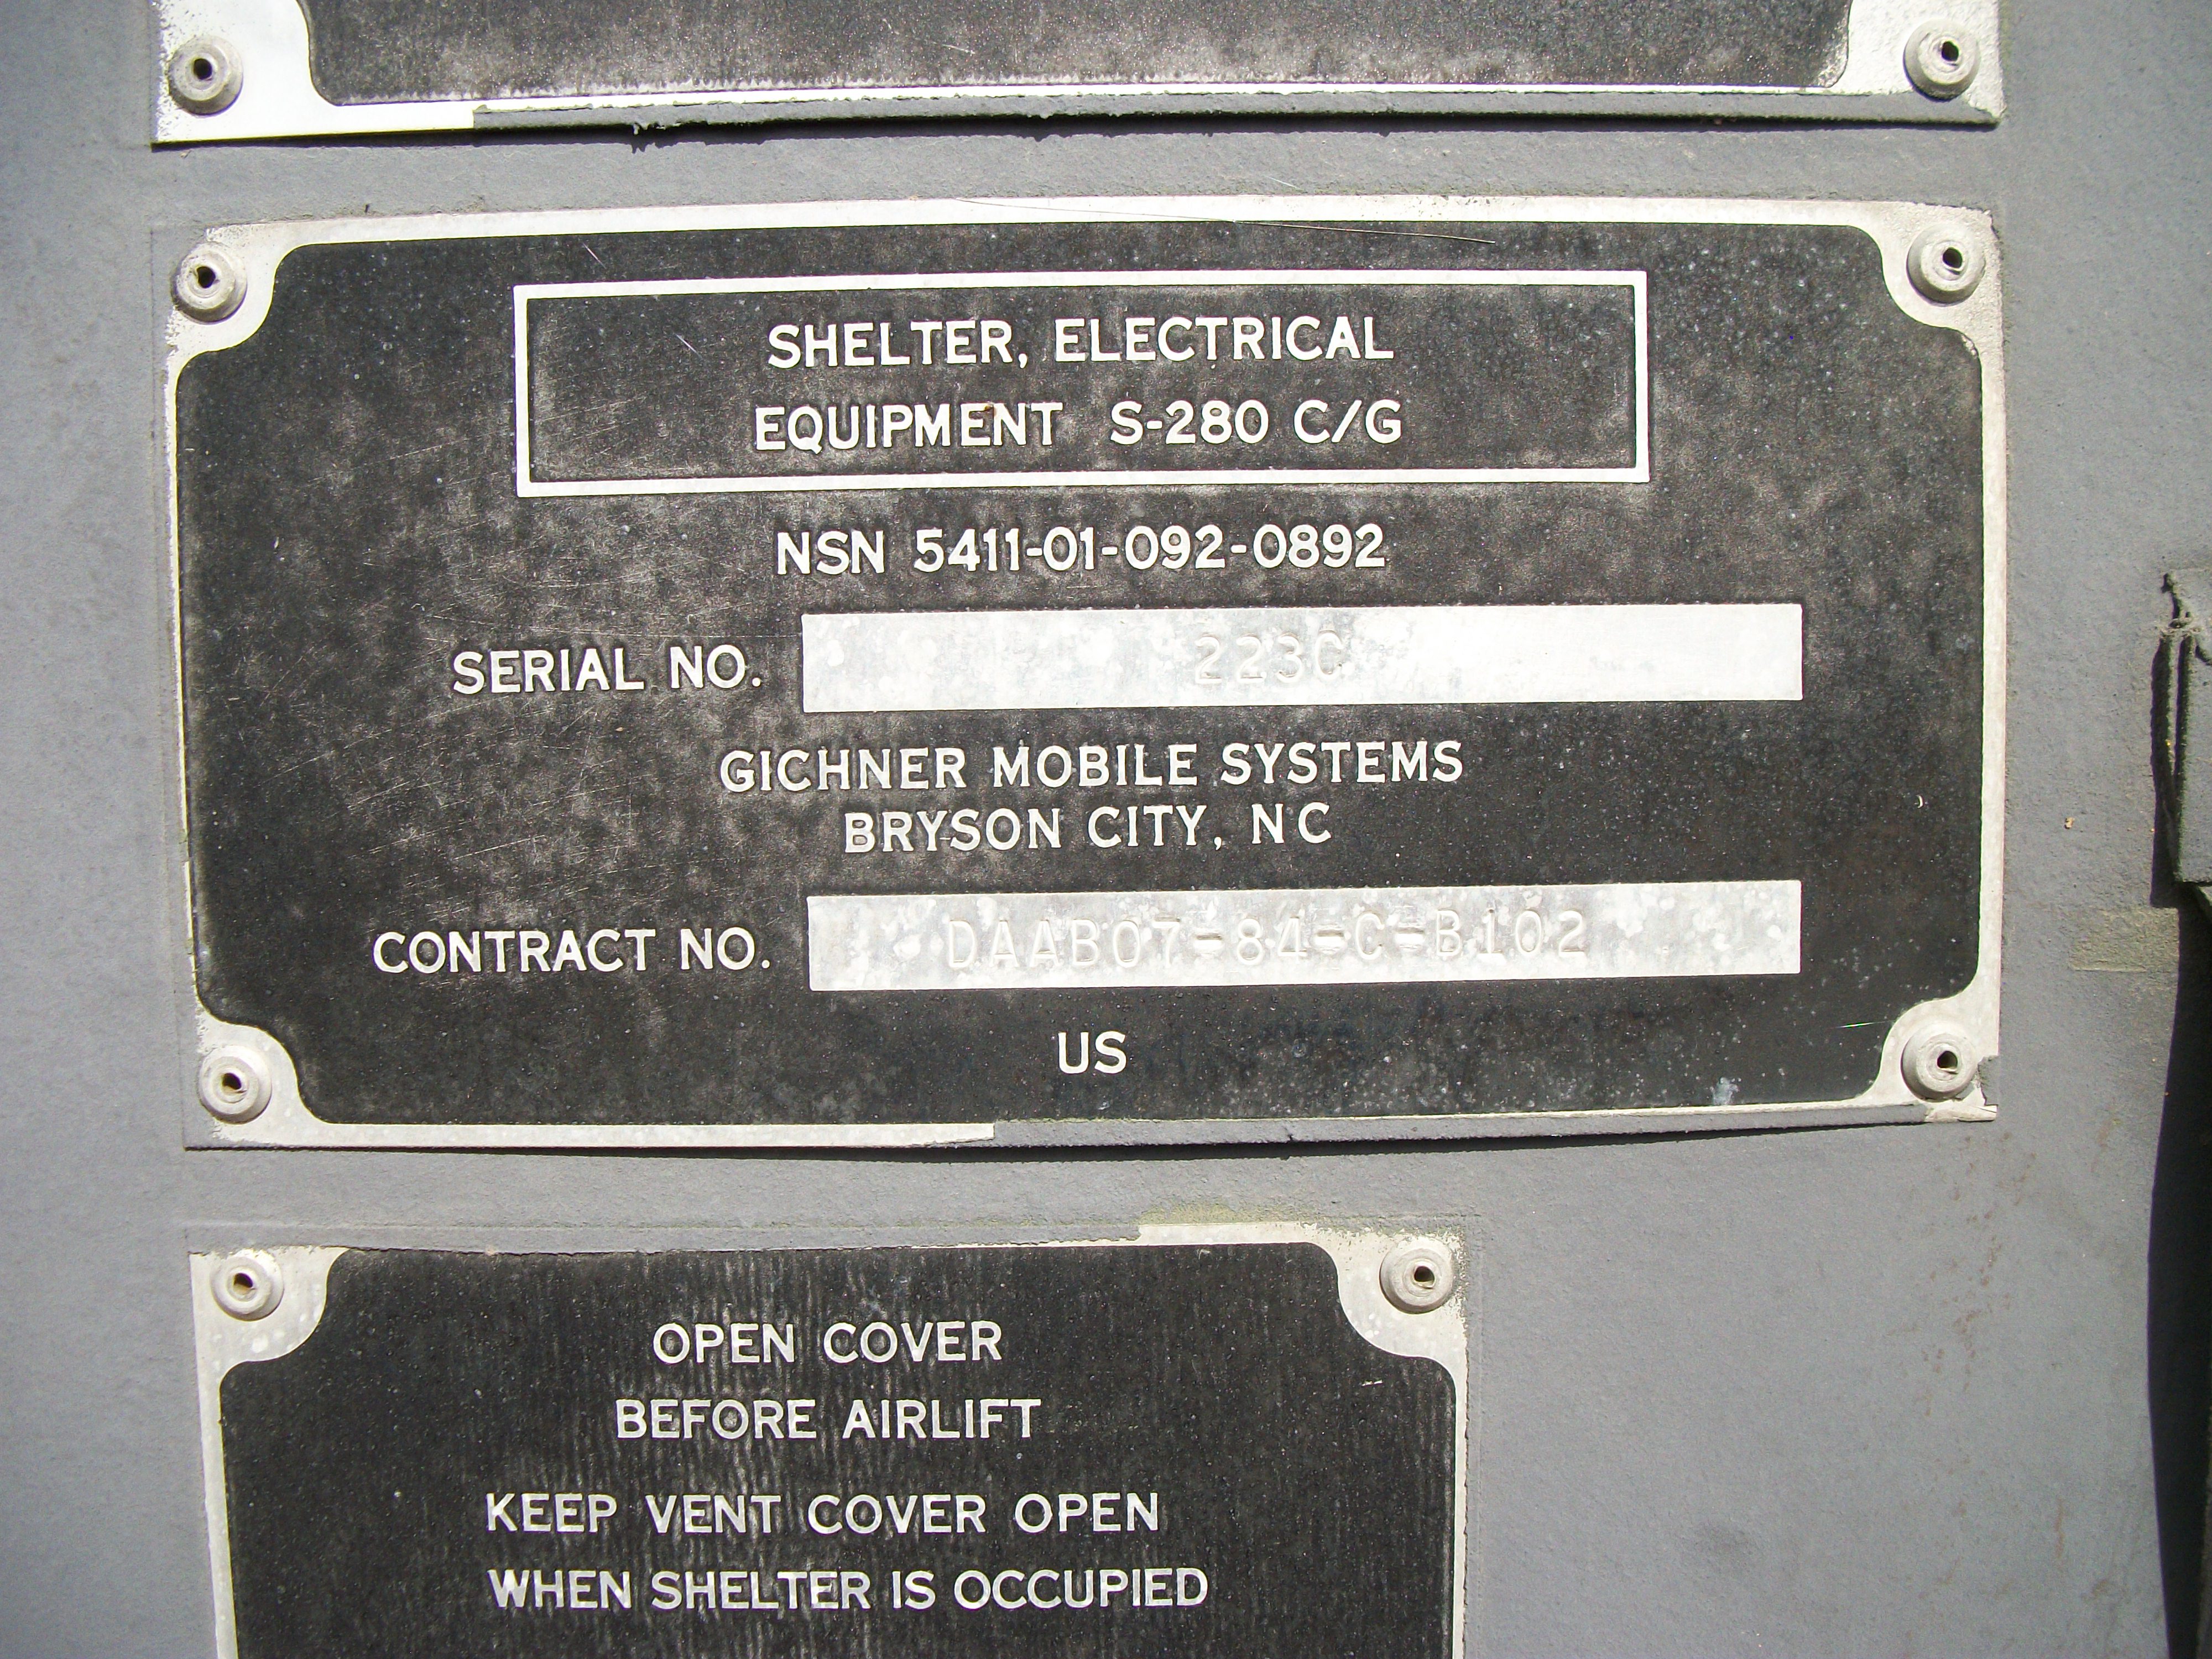 SHELTER, ELECTRICAL
EQUIPMENT S-280 C/G
NSN 5411-01-092-0892
SERIAL NO. 223C
GICHNER MOBILE SYSTEMS
BRYSON CITY, NC
CONTRACT NO. DAAB07-84-C-B102
US
OPEN COVER
BEFORE AIRLIFT
KEEP VENT COVER OPEN
WHEN SHELTER IS OCCUPIED